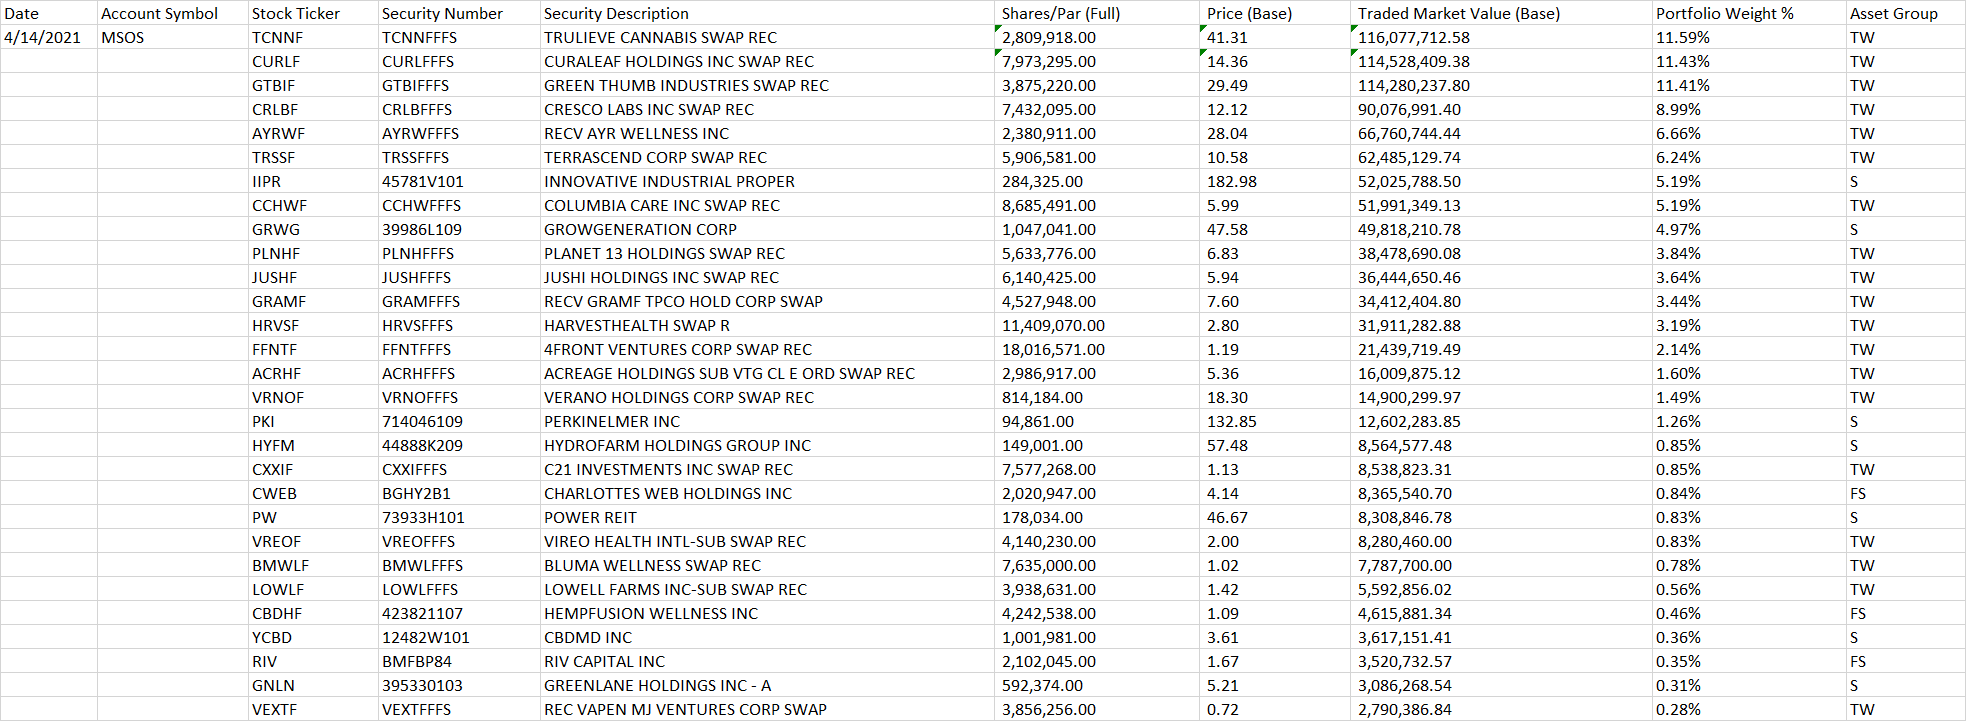 Date Account Symbol Stock Ticker Security Number Security Description Shares/Par (Full) Price (Base) Traded Market Value (Base) Portfolio Weight % Asset Group
4/14/2021 MSOS TCNNF TCNNFFFS TRULIEVE CANNABIS SWAP REC 2,809,918.00 41.31 116,077,712.58 11.59% TW
CURLF CURLFFFS CURALEAF HOLDINGS INC SWAP REC 7,973,295.00 14.36 114,528,409.38 11.43% TW
GTBIF GTBIFFFS GREEN THUMB INDUSTRIES SWAP REC 3,875,220.00 29.49 114,280,237.80 11.41% TW
CRLBF CRLBFFFS CRESCO LABS INC SWAP REC 7,432,095.00 12.12 90,076,991.40 8.99% TW
AYRWF AYRWFFFS RECV AYR WELLNESS INC 2,380,911.00 28.04 66,760,744.44 6.66% TW
TRSSF TRSSFFFS TERRASCEND CORP SWAP REC 5,906,581.00 10.58 62,485,129.74 6.24% TW
IIPR 45781V101 INNOVATIVE INDUSTRIAL PROPER 284,325.00 182.98 52,025,788.50 5.19% S
CCHWF CCHWFFFS COLUMBIA CARE INC SWAP REC 8,685,491.00 5.99 51,991,349.13 5.19% TW
GRWG 39986L109 GROWGENERATION CORP 1,047,041.00 47.58 49,818,210.78 4.97% S
PLNHF PLNHFFFS PLANET 13 HOLDINGS SWAP REC 5,633,776.00 6.83 38,478,690.08 3.84% TW
JUSHF JUSHFFFS JUSHI HOLDINGS INC SWAP REC 6,140,425.00 5.94 36,444,650.46 3.64% TW
GRAMF GRAMFFFS RECV GRAMF TPCO HOLD CORP SWAP 4,527,948.00 7.60 34,412,404.80 3.44% TW
HRVSF HRVSFFFS HARVESTHEALTH SWAP R 11,409,070.00 2.80 31,911,282.88 3.19% TW
FFNTF FFNTFFFS 4FRONT VENTURES CORP SWAP REC 18,016,571.00 1.19 21,439,719.49 2.14% TW
ACRHF ACRHFFFS ACREAGE HOLDINGS SUB VTG CL E ORD SWAP REC 2,986,917.00 5.36 16,009,875.12 1.60% TW
VRNOF VRNOFFFS VERANO HOLDINGS CORP SWAP REC 814,184.00 18.30 14,900,299.97 1.49% TW
PKI 714046109 PERKINELMER INC 94,861.00 132.85 12,602,283.85 1.26% S
HYFM 44888K209 HYDROFARM HOLDINGS GROUP INC 149,001.00 57.48 8,564,577.48 0.85% S
CXXIF CXXIFFFS C21 INVESTMENTS INC SWAP REC 7,577,268.00 1.13 8,538,823.31 0.85% TW
CWEB BGHY2B1 CHARLOTTES WEB HOLDINGS INC 2,020,947.00 4.14 8,365,540.70 0.84% FS
PW 73933H101 POWER REIT 178,034.00 46.67 8,308,846.78 0.83% S
VREOF VREOFFFS VIREO HEALTH INTL-SUB SWAP REC 4,140,230.00 2.00 8,280,460.00 0.83% TW
BMWLF BMWLFFFS BLUMA WELLNESS SWAP REC 7,635,000.00 1.02 7,787,700.00 0.78% TW
LOWLF LOWLFFFS LOWELL FARMS INC-SUB SWAP REC 3,938,631.00 1.42 5,592,856.02 0.56% TW
CBDHF 423821107 HEMPFUSION WELLNESS INC 4,242,538.00 1.09 4,615,881.34 0.46% FS
YCBD 12482W101 CBDMD INC 1,001,981.00 3.61 3,617,151.41 0.36% S
RIV BMFBP84 RIV CAPITAL INC 2,102,045.00 1.67 3,520,732.57 0.35% FS
GNLN 395330103 GREENLANE HOLDINGS INC - A 592,374.00 5.21 3,086,268.54 0.31% S
VEXTF VEXTFFFS REC VAPEN MJ VENTURES CORP SWAP 3,856,256.00 0.72 2,790,386.84 0.28% TW